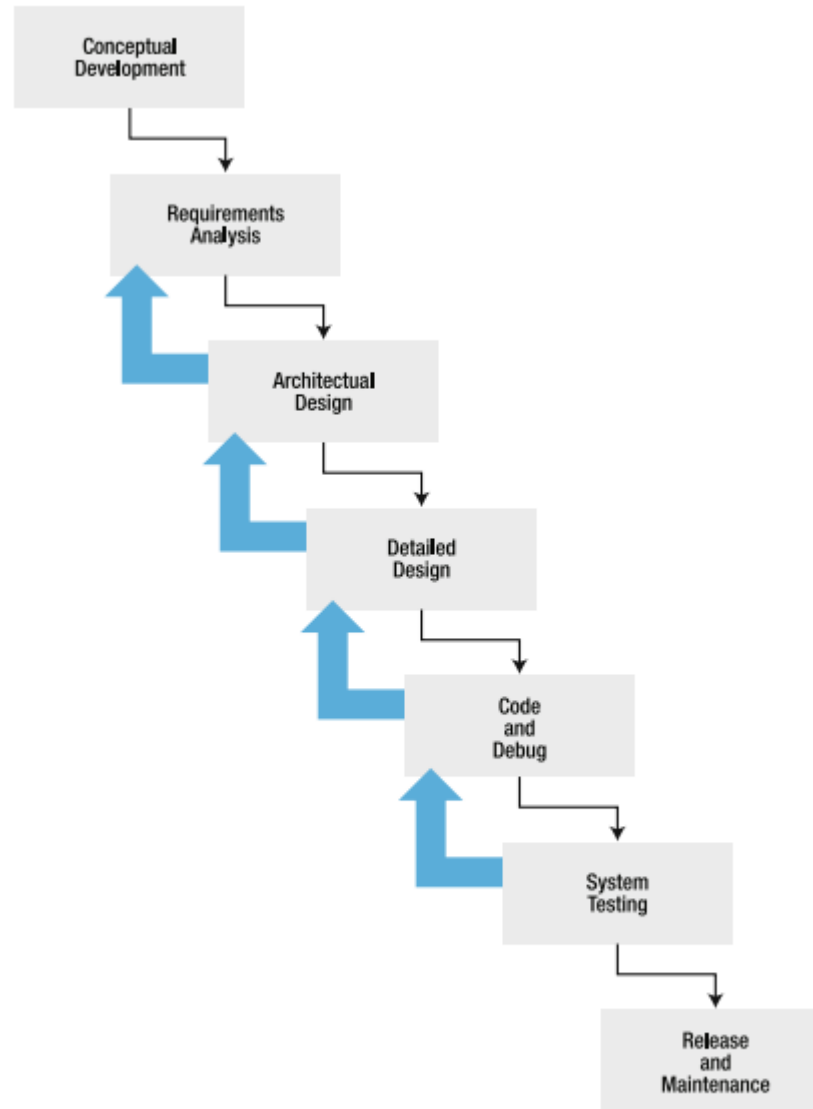 Conceptual
Development
Requirements
Analysis
Architectual
Design
Detailed
Design
Code
and
Debug
System
Testing
Release
and
Maintenance